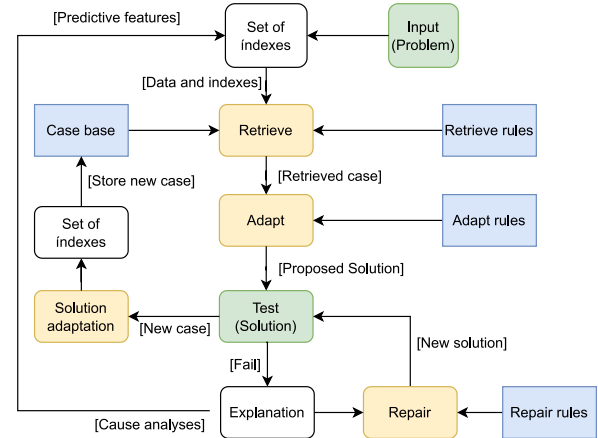 [Predictive features]
Set of
índexes
Input
(Problem)
[Data and indexes]
Case base
Retrieve
Retrieve rules
[Store new case]
[Retrieved case]
Set of
índexes
Adapt
Adapt rules
[Proposed Solution]
Solution
adaptation
Test
(Solution)
[New case]
[New solution]
[Fail]
Explanation
Repair
Repair rules
[Cause analyses]